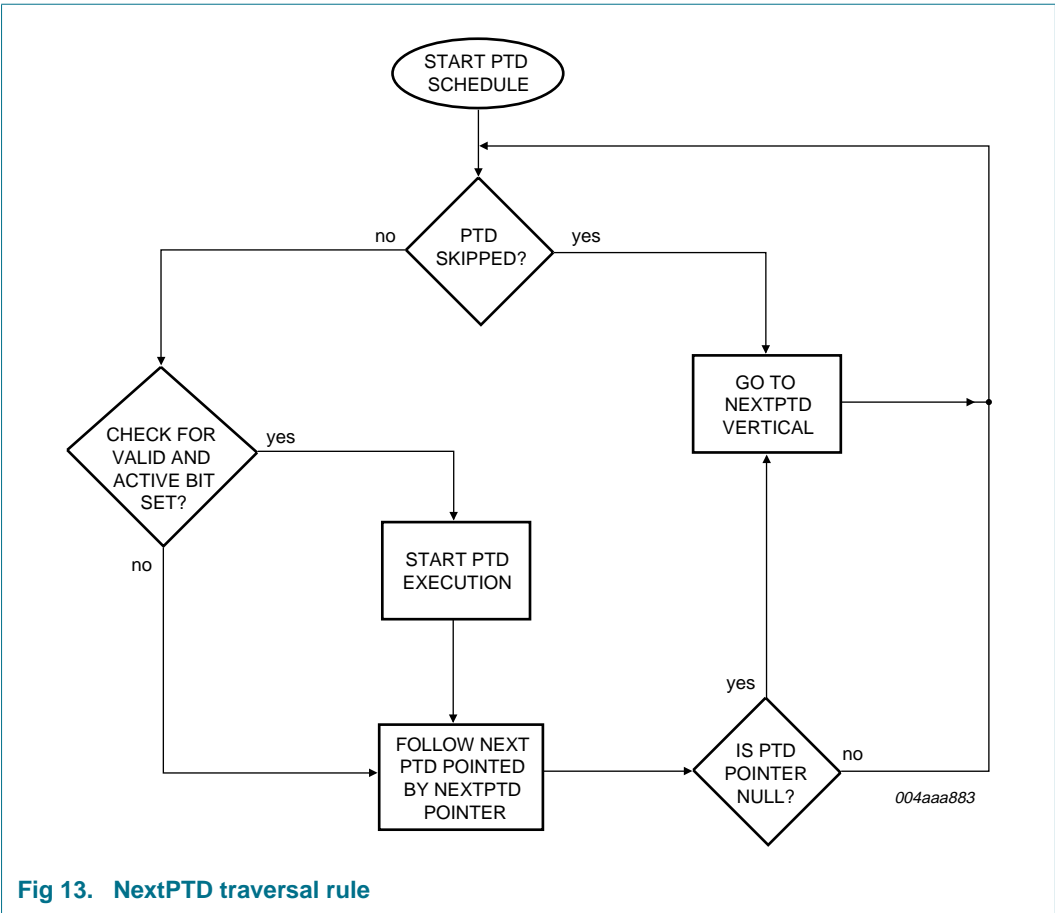 START PTD
SCHEDULE
no
PTD
SKIPPED?
yes
CHECK FOR
VALID AND
ACTIVE BIT
SET?
yes
no
GO TO
NEXTPTD
VERTICAL
START PTD
EXECUTION
FOLLOW NEXT
PTD POINTED
BY NEXTPTD
POINTER
yes
IS PTD
POINTER
NULL?
no
004aaa883
Fig 13. NextPTD traversal rule